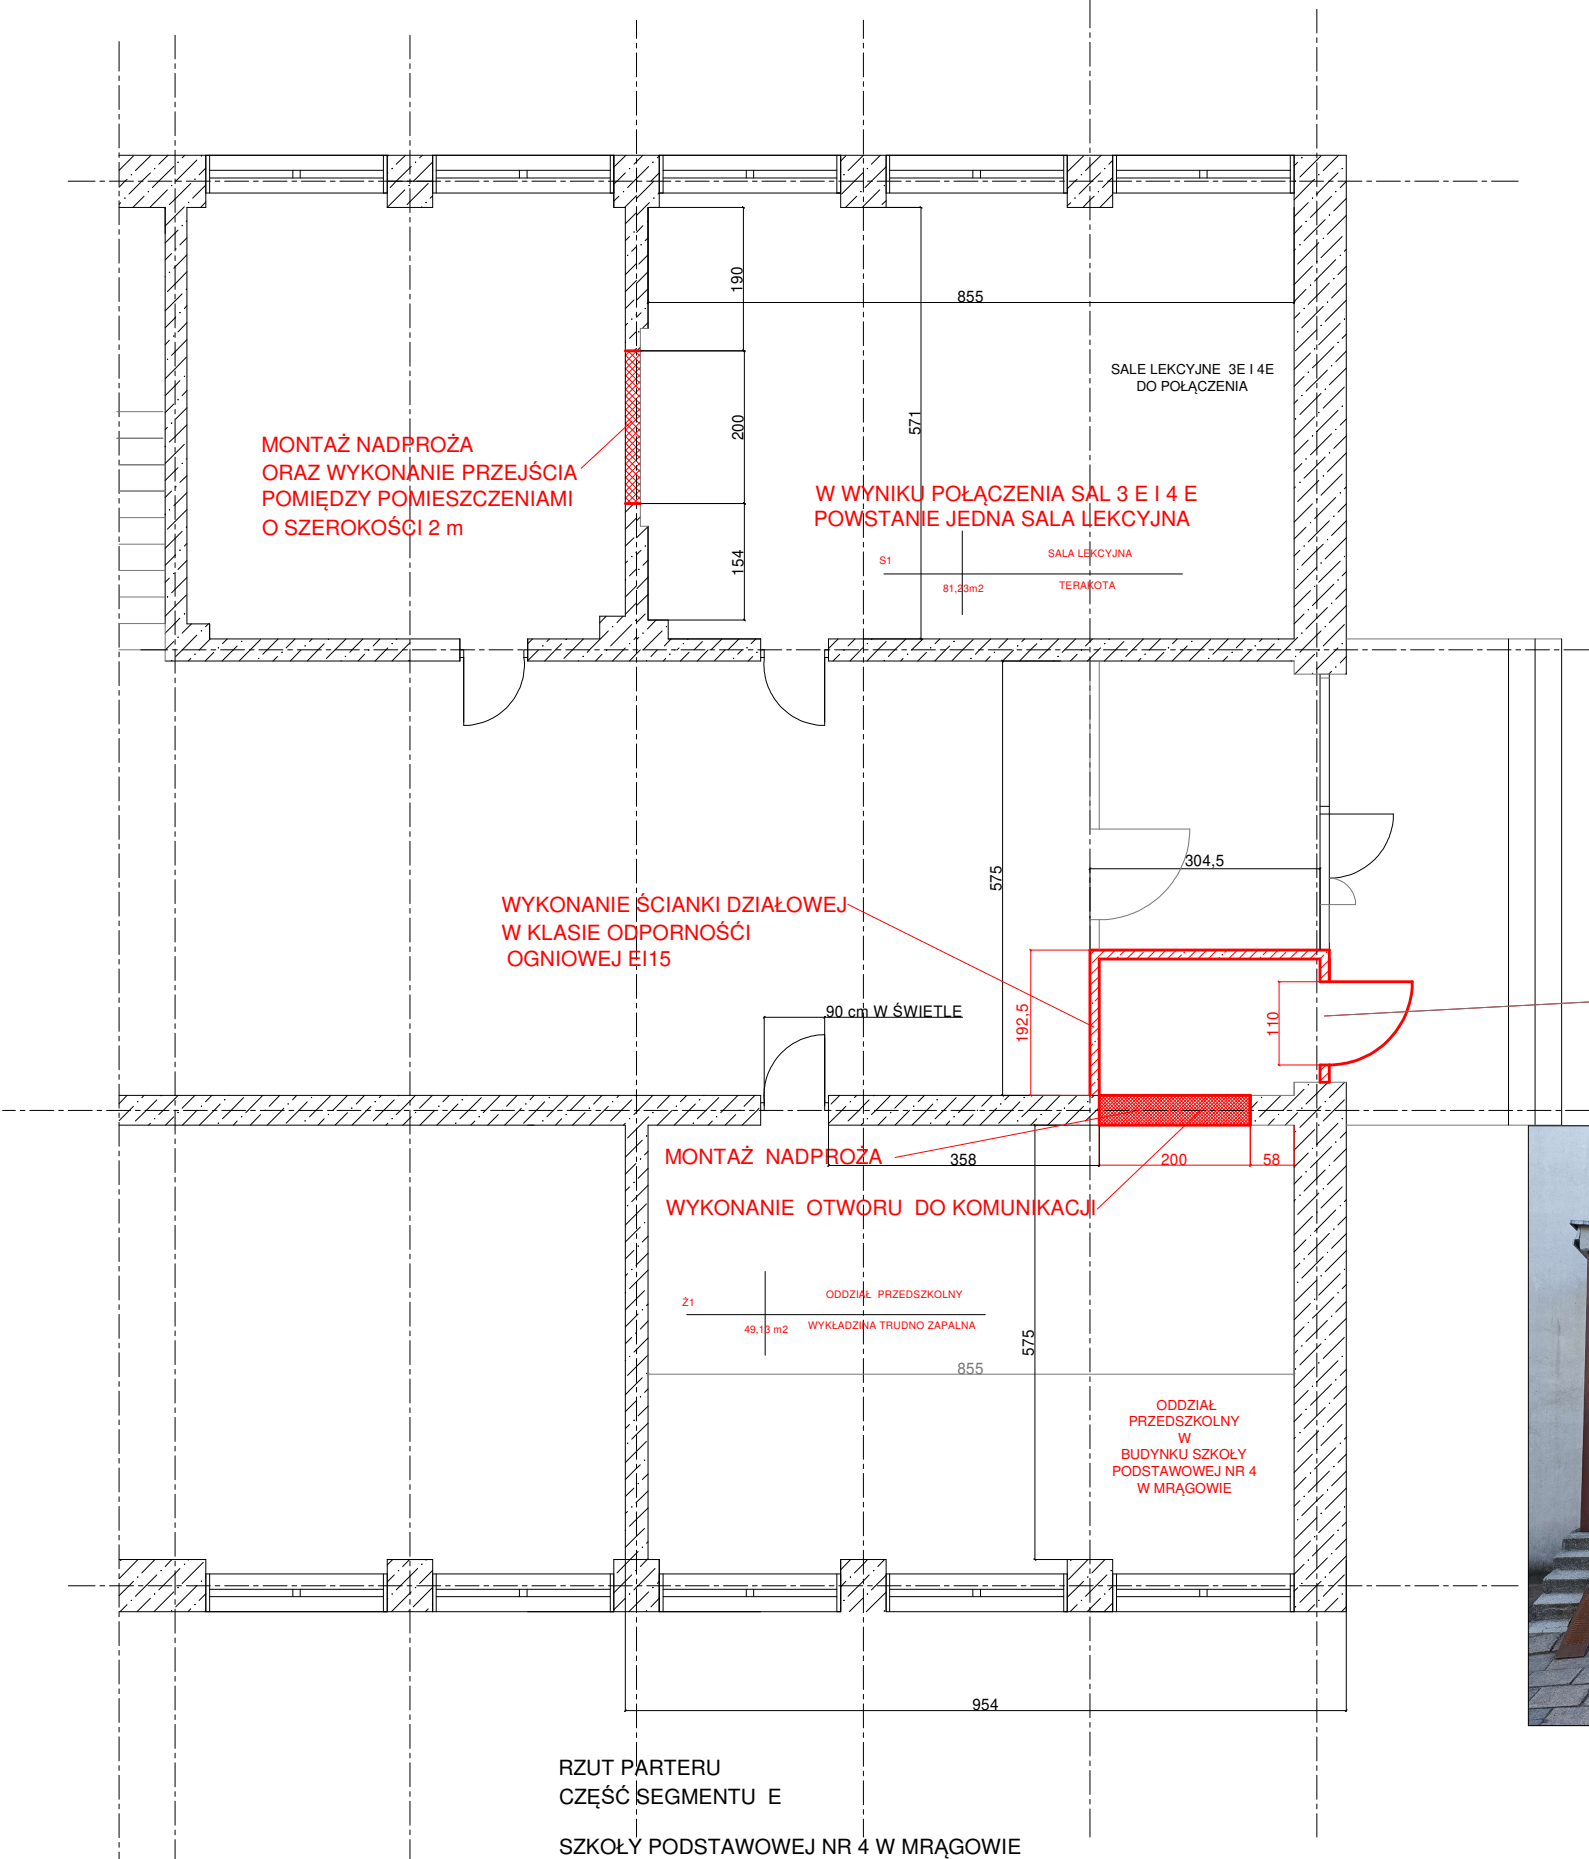 190
855
SALE LEKCYJNE 3E I 4E
DO POŁĄCZENIA
200
571
MONTAŻ NADPROŻA
ORAZ WYKONANIE PRZEJŚCIA
POMIĘDZY POMIESZCZENIAMI
O SZEROKOŚCI 2 m
W WYNIKU POŁĄCZENIA SAL 3 E I 4 E
POWSTANIE JEDNA SALA LEKCYJNA
154
S1
SALA LEKCYJNA
81,23m2
TERAKOTA
575
304,5
WYKONANIE ŚCIANKI DZIAŁOWEJ
W KLASIE ODPORNOŚĆI
OGNIOWEJ EI15
90 cm W ŚWIETLE
192,5
110
MONTAŻ NADPROŻA
358
200
58
WYKONANIE OTWORU DO KOMUNIKACJI
Ż1
ODDZIAŁ PRZEDSZKOLNY
49,13 m2
WYKŁADZINA TRUDNO ZAPALNA
575
855
ODDZIAŁ
PRZEDSZKOLNY
W
BUDYNKU SZKOŁY
PODSTAWOWEJ NR 4
W MRĄGOWIE
954
RZUT PARTERU
CZĘŚĆ SEGMENTU E
SZKOŁY PODSTAWOWEJ NR 4 W MRĄGOWIE